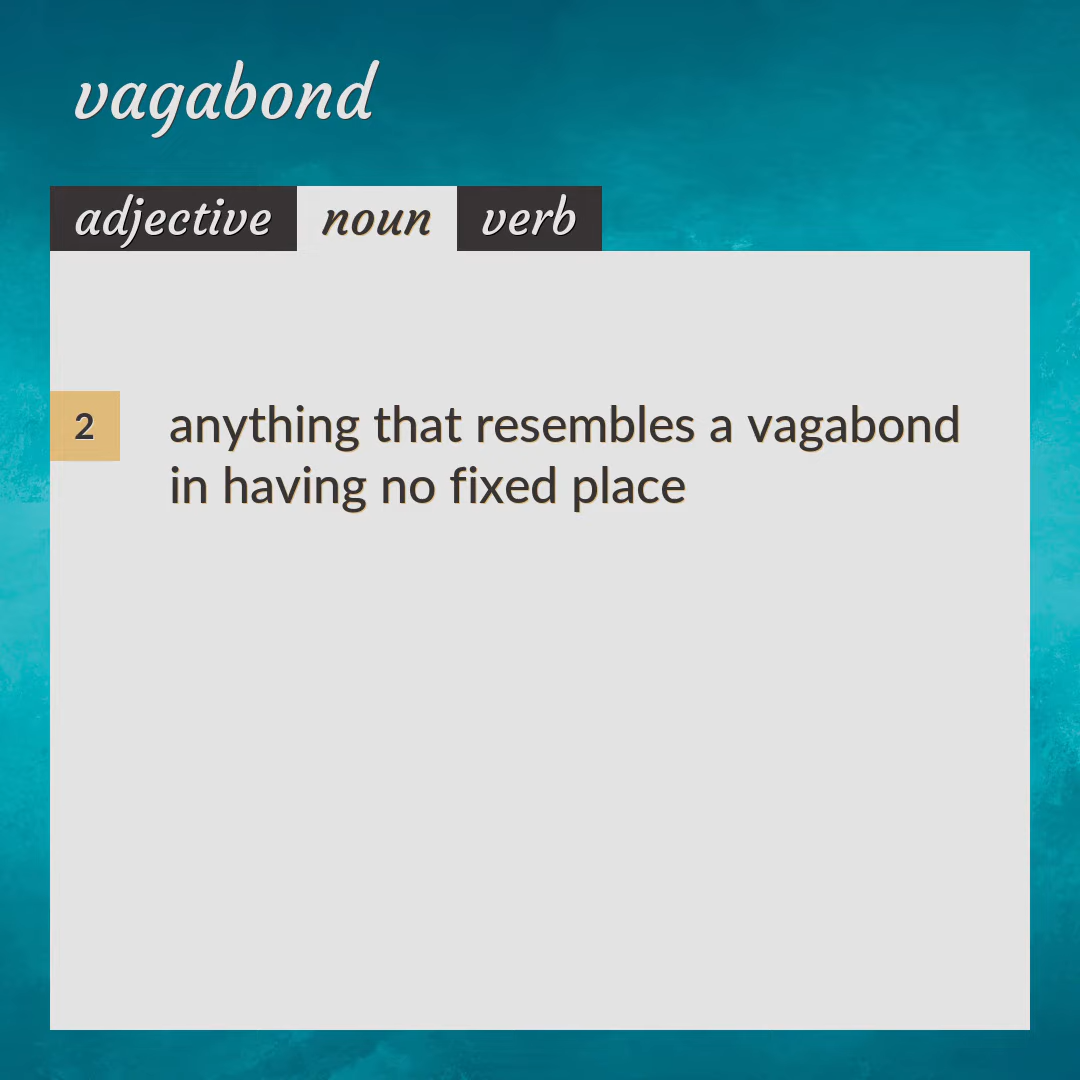 vagabond
adjective noun verb
2 anything that resembles a vagabond
in having no fixed place